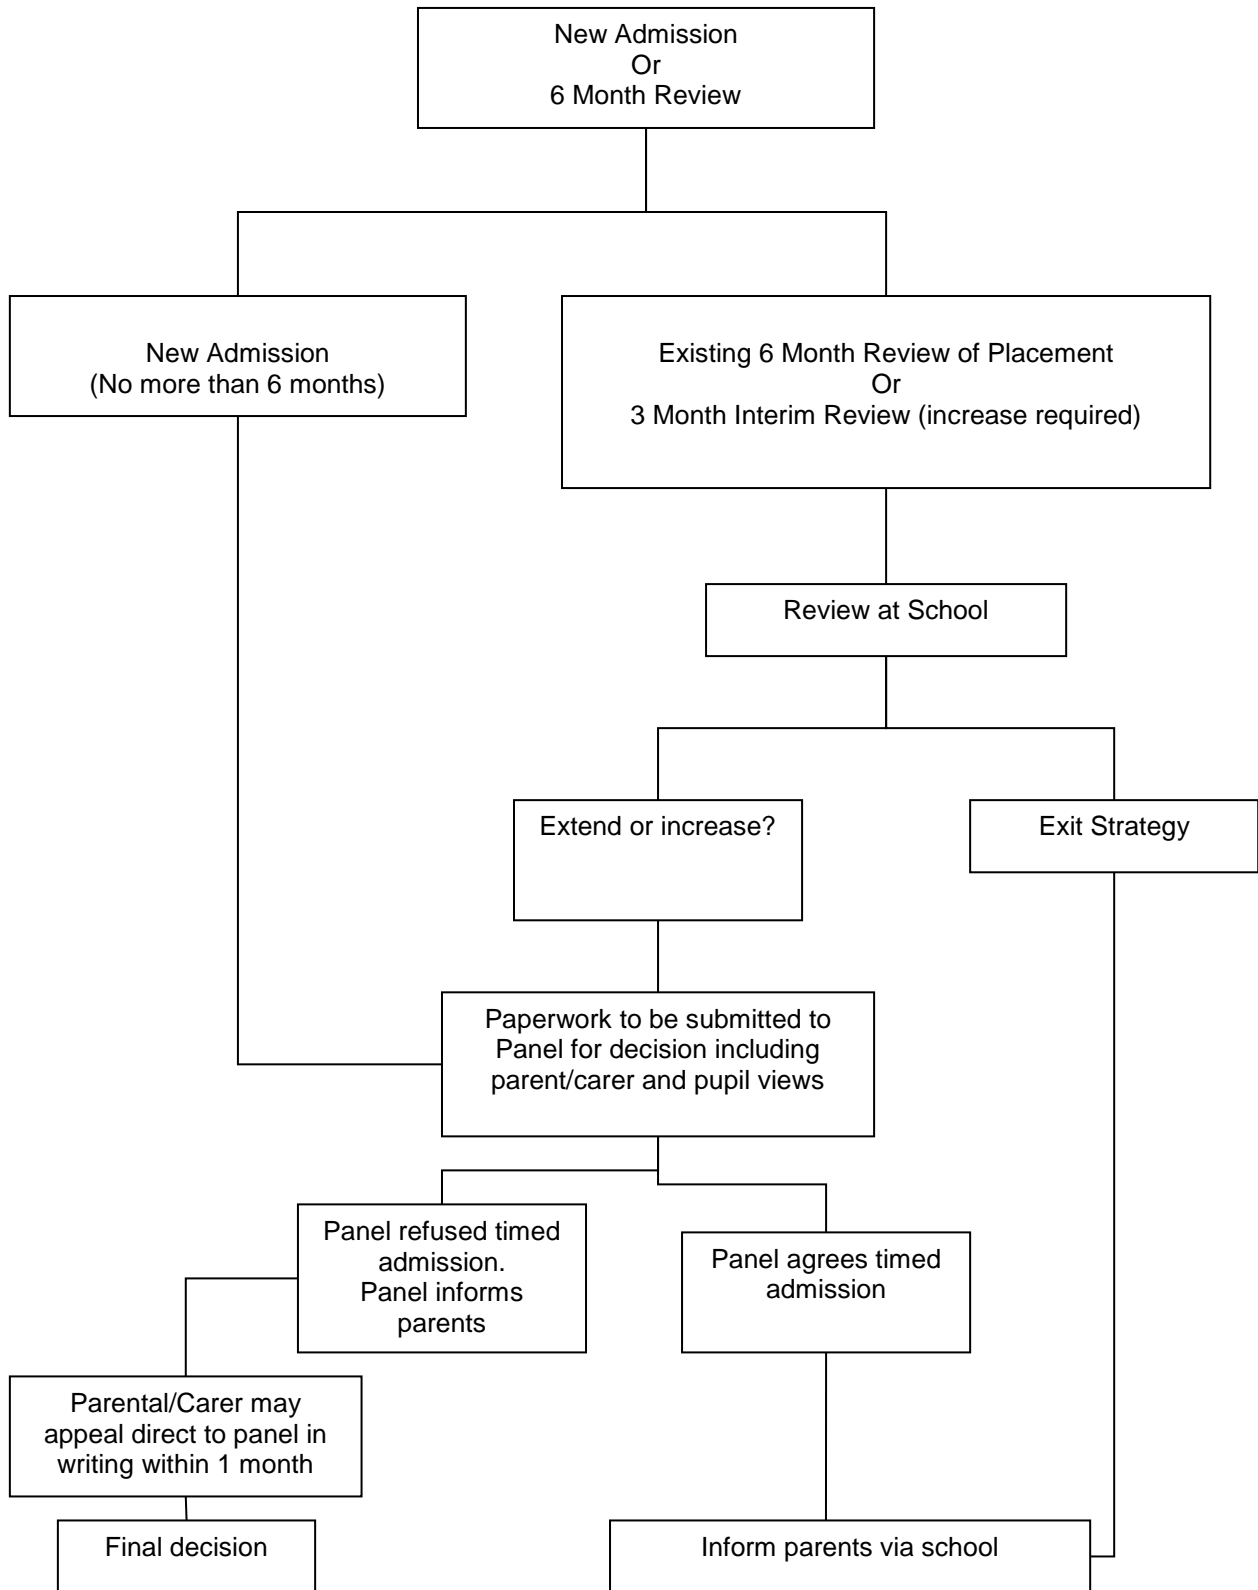 New Admission
Or
6 Month Review
New Admission
(No more than 6 months)
Existing 6 Month Review of Placement
Or
3 Month Interim Review (increase required)
Review at School
Extend or increase?
Exit Strategy
Paperwork to be submitted to
Panel for decision including
parent/carer and pupil views
Panel refused timed
admission.
Panel informs
parents
Panel agrees timed
admission
Parental/Carer may
appeal direct to panel in
writing within 1 month
Final decision
Inform parents via school